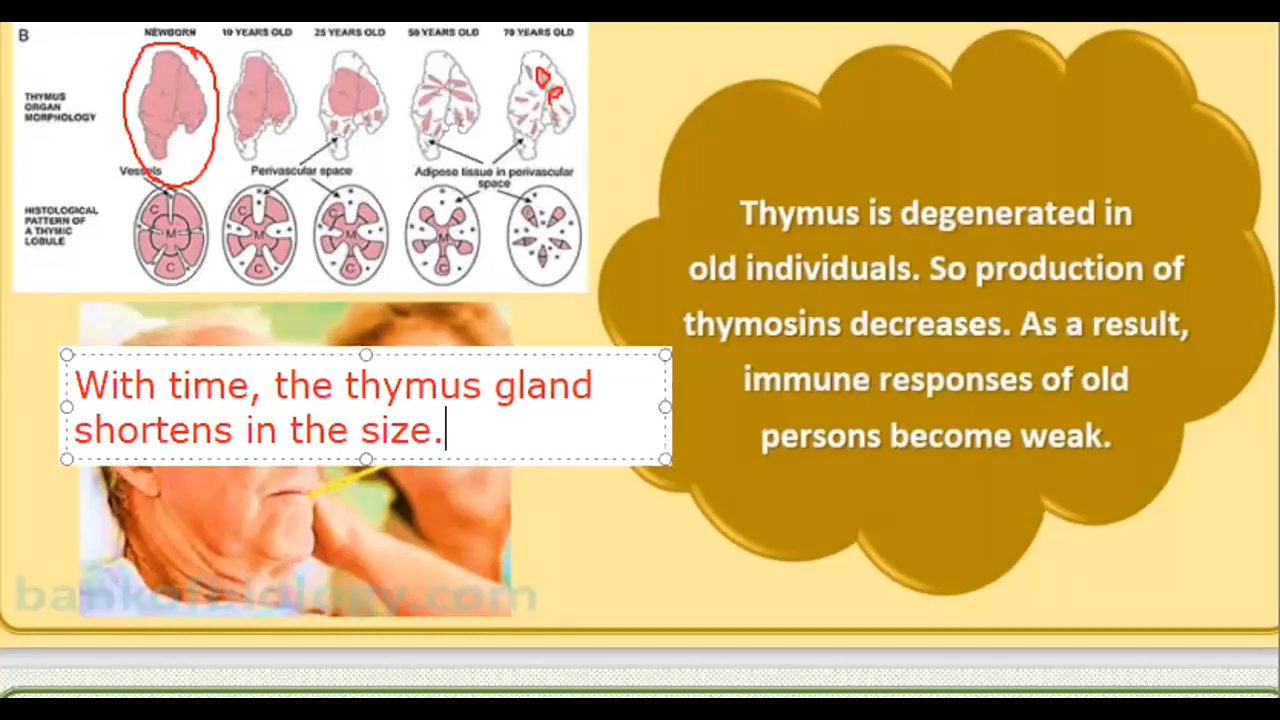 B
NEWBORN
10 YEARS OLD
25 YEARS OLD
50 YEARS OLD
70 YEARS OLD
THYMUS
ORGAN
MORPHOLOGY
Vessels
Perivascular space
Adipose tissue in perivascular
space
HISTOLOGICAL
PATTERN OF
A THYMIC
LOBULE
C
M
C
C
M
C
C
M
C
M
C
Thymus is degenerated in
old individuals. So production of
thymosins decreases. As a result,
immune responses of old
persons become weak.
With time, the thymus gland
shortens in the size.
bankofbiology.com